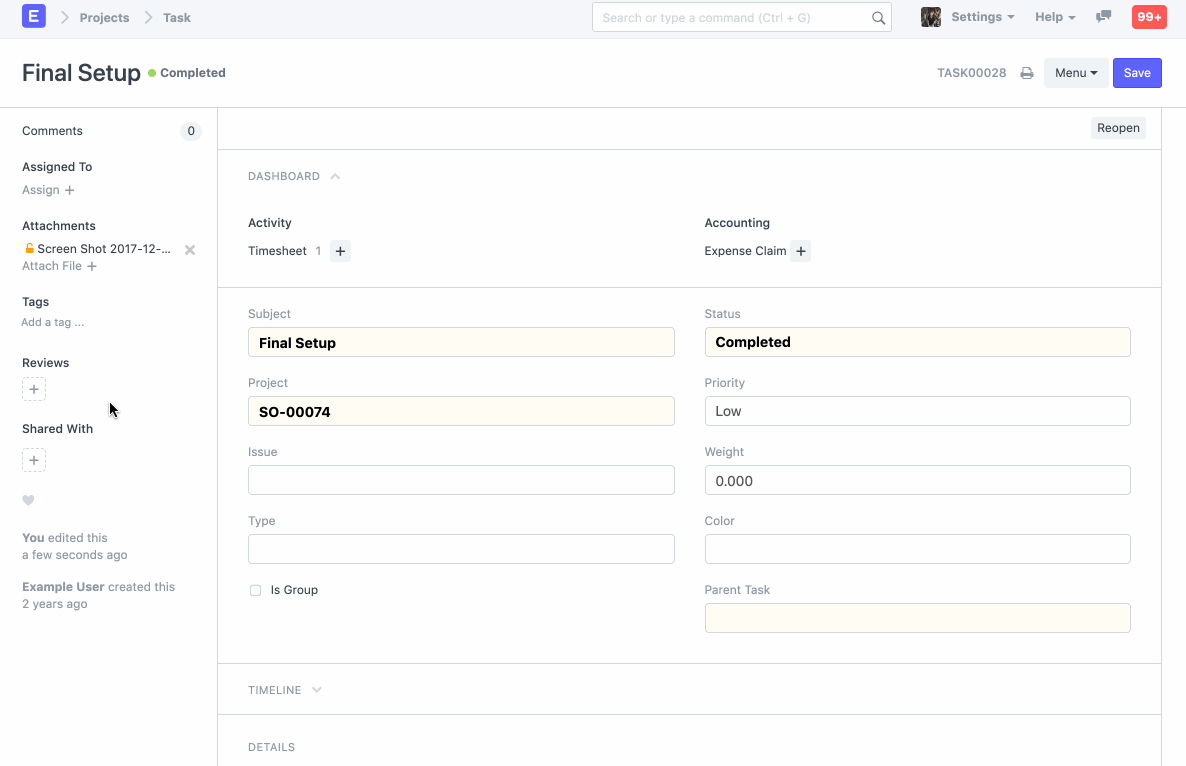 E Projects Task Search or type a command (Ctrl + G) Settings Help 99+
Final Setup Completed TASK00028 Menu Save
Comments 0
Assigned To
Assign +
Attachments
Screen Shot 2017-12-...
Attach File +
Tags
Add a tag ...
Reviews
+
Shared With
+
You edited this
a few seconds ago
Example User created this
2 years ago
Reopen
DASHBOARD
Activity
Timesheet 1 +
Accounting
Expense Claim +
Subject
Final Setup
Project
SO-00074
Issue
Type
Is Group
Status
Completed
Priority
Low
Weight
0.000
Color
Parent Task
TIMELINE
DETAILS